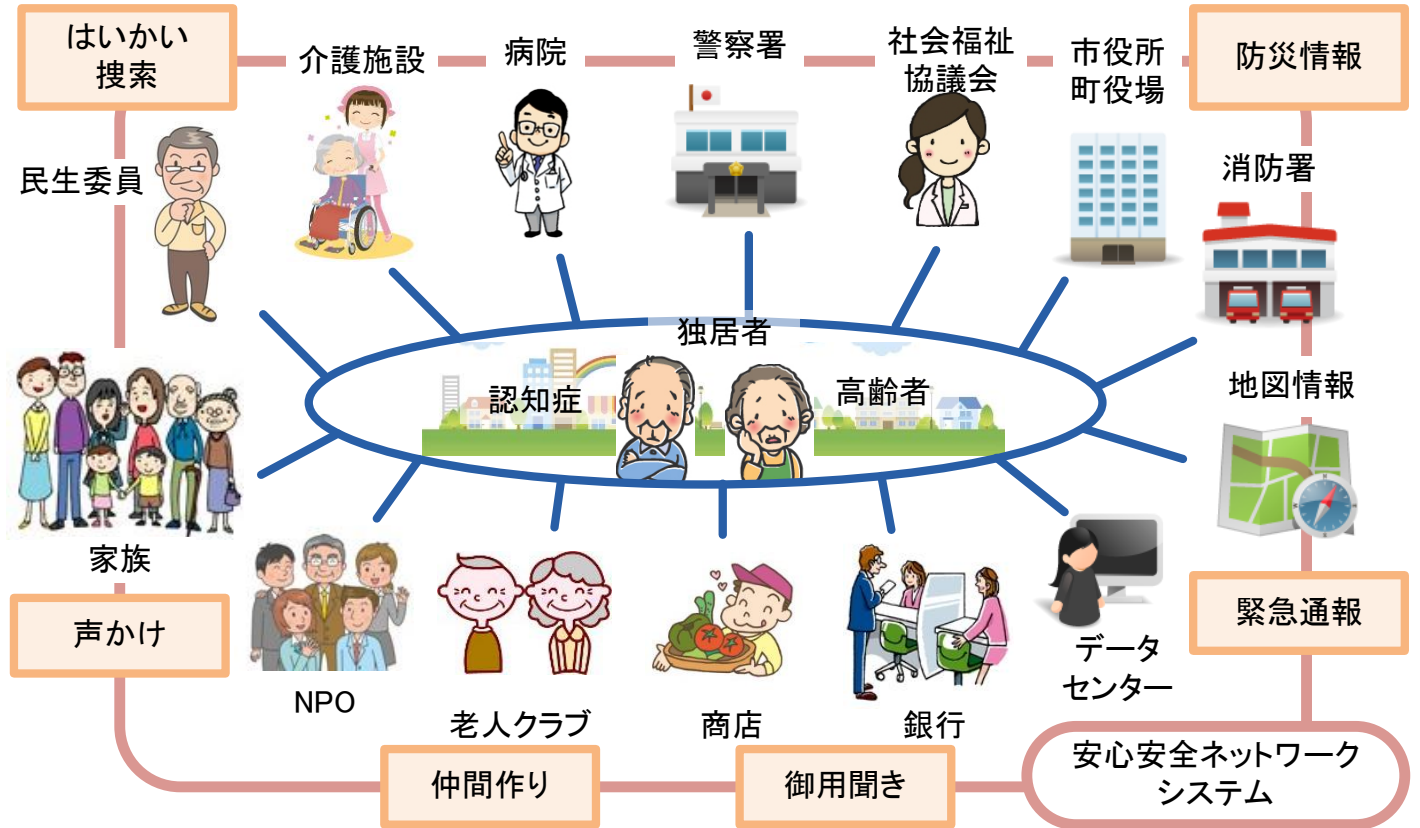 はいかい
捜索
介護施設
病院
警察署
社会福祉
協議会
市役所
町役場
防災情報
民生委員
消防署
独居者
認知症
高齢者
地図情報
家族
声かけ
NPO
老人クラブ
商店
銀行
データ
センター
緊急通報
仲間作り
御用聞き
安心安全ネットワーク
システム